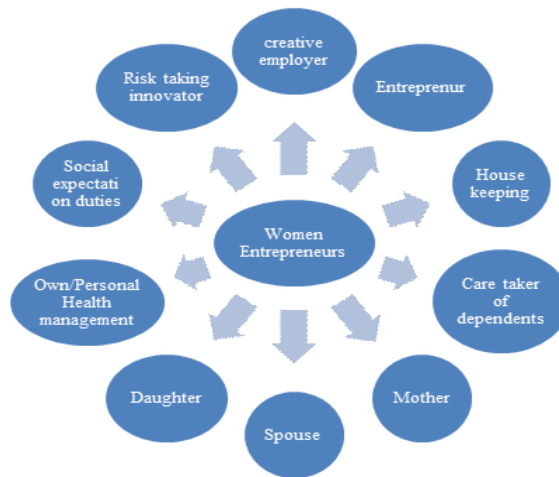 creative
employer
Entreprenur
House
keeping
Care taker
of
dependents
Mother
Spouse
Daughter
Own/Personal
Health
management
Social
expectati
on duties
Risk taking
innovator
Women
Entrepreneurs